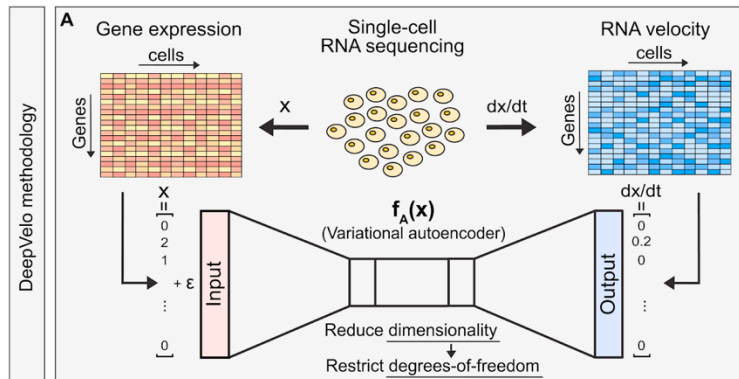 DeepVelo methodology
A
Gene expression
cells
Genes
Single-cell
RNA sequencing
x
dx/dt
RNA velocity
cells
Genes
x
=
[
0
2
1
+ ε
...
0
]
Input
f_A(x)
(Variational autoencoder)
Reduce dimensionality
Restrict degrees-of-freedom
Output
dx/dt
=
[
0
0.2
0
...
0
]